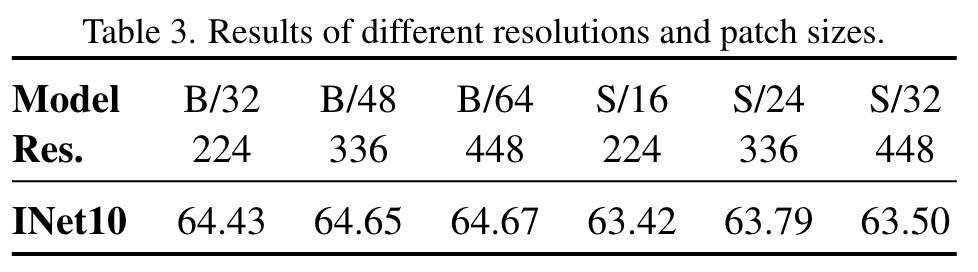 Table 3. Results of different resolutions and patch sizes.
Model B/32 B/48 B/64 S/16 S/24 S/32
Res. 224 336 448 224 336 448
INet10 64.43 64.65 64.67 63.42 63.79 63.50